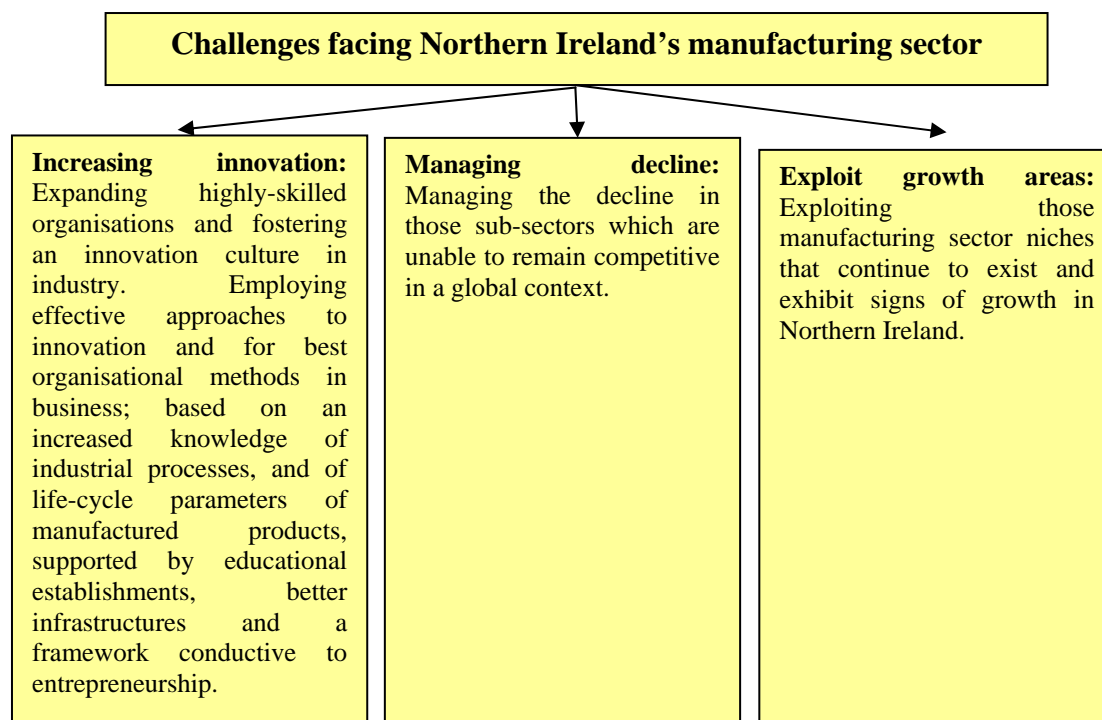 Challenges facing Northern Ireland’s manufacturing sector
Increasing innovation:
Expanding highly-skilled
organisations and fostering
an innovation culture in
industry. Employing
effective approaches to
innovation and for best
organisational methods in
business; based on an
increased knowledge of
industrial processes, and of
life-cycle parameters of
manufactured products,
supported by educational
establishments, better
infrastructures and a
framework conductive to
entrepreneurship.
Managing decline:
Managing the decline in
those sub-sectors which are
unable to remain competitive
in a global context.
Exploit growth areas:
Exploiting those
manufacturing sector niches
that continue to exist and
exhibit signs of growth in
Northern Ireland.